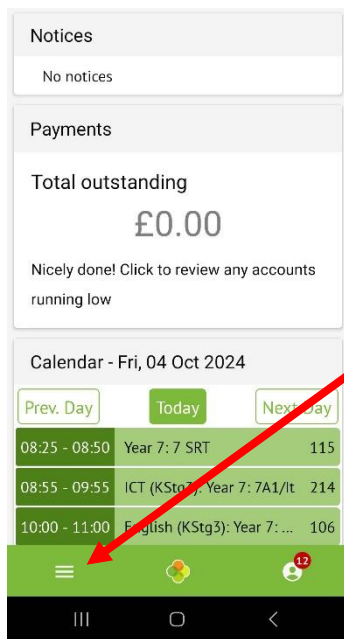 Notices
No notices
Payments
Total outstanding
£0.00
Nicely done! Click to review any accounts
running low
Calendar - Fri, 04 Oct 2024
Prev. Day Today Next Day
08:25 - 08:50 Year 7: 7 SRT 115
08:55 - 09:55 ICT (KStg3): Year 7: 7A1/It 214
10:00 - 11:00 English (KStg3): Year 7: ... 106
12